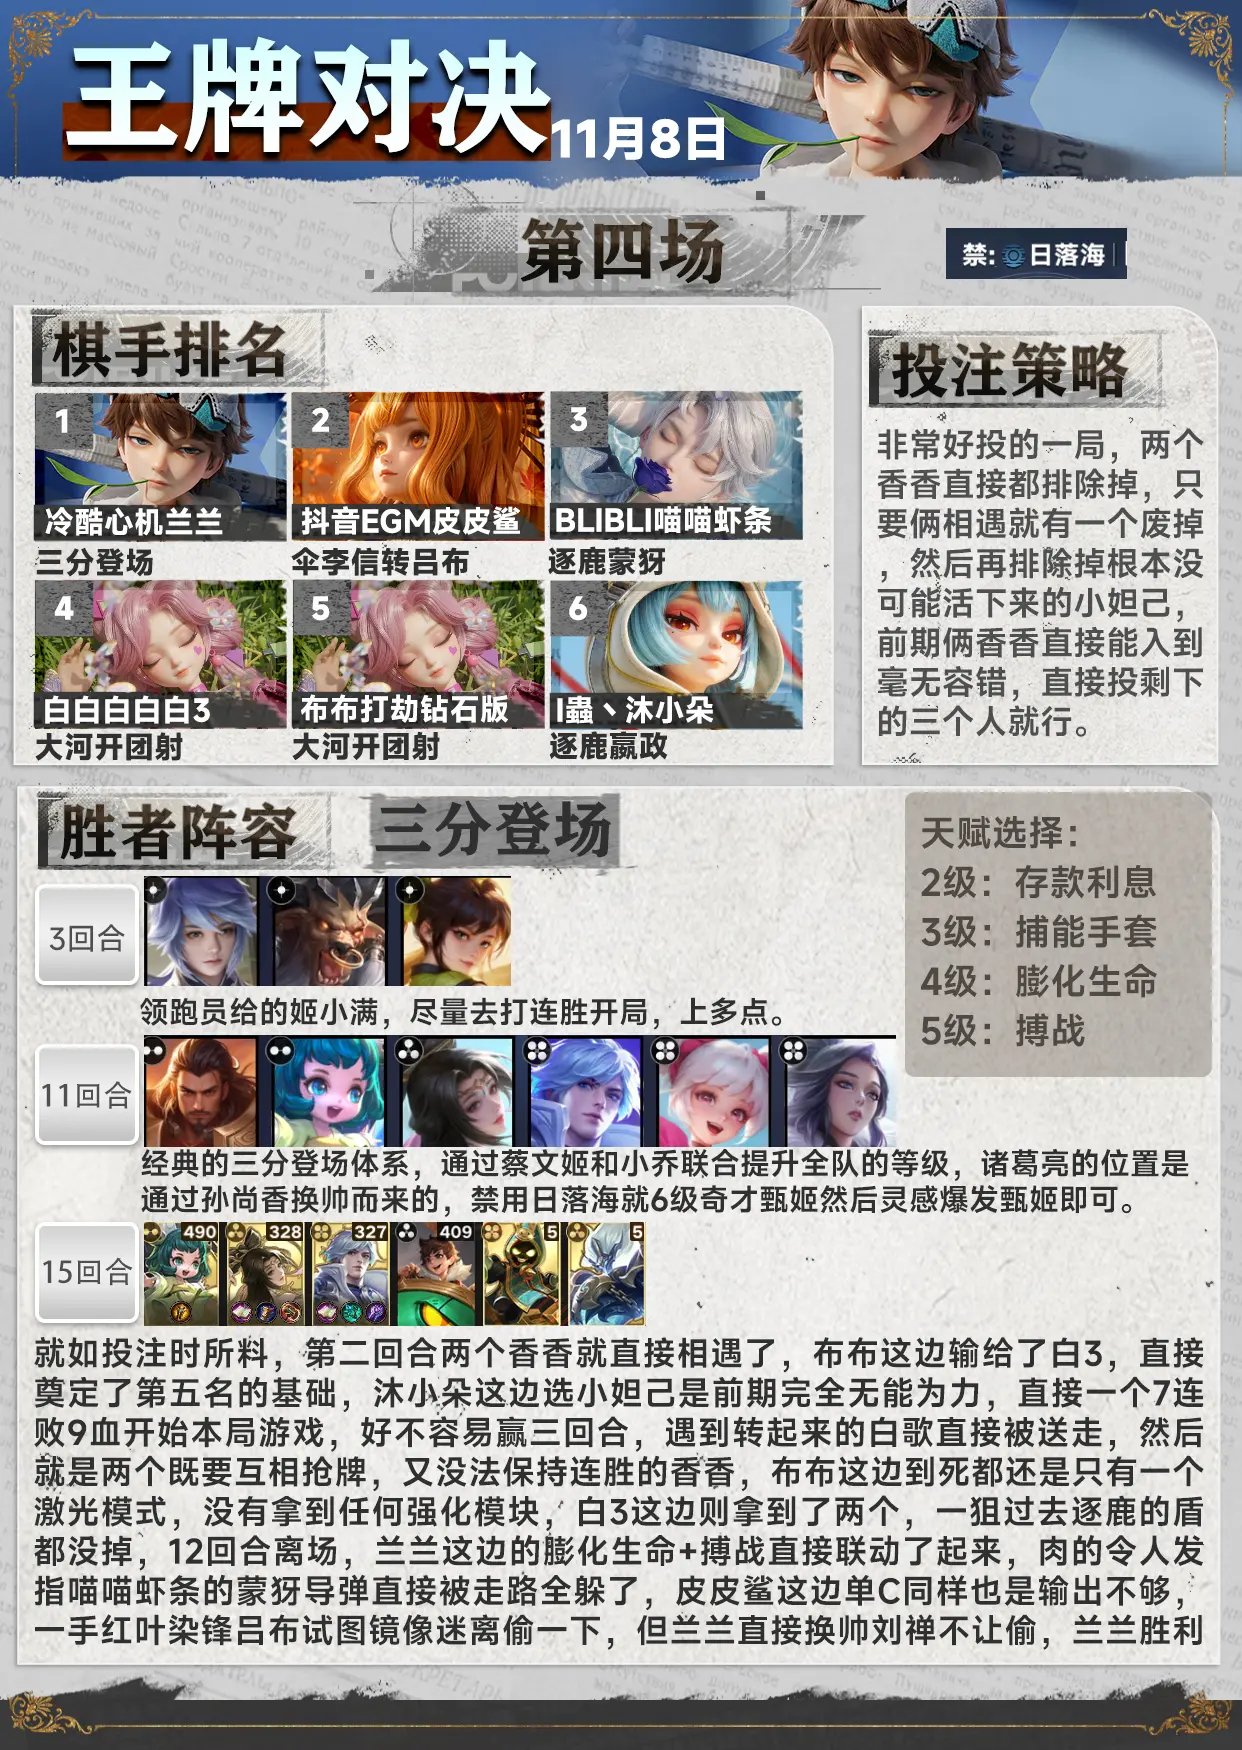 王牌对决
11月8日
第四场
禁: 日落海
棋手排名
1
冷酷心机兰兰
三分登场
2
抖音EGM皮皮鲨
伞李信转吕布
3
BLIBLI喵喵虾条
逐鹿蒙犽
4
白白白白白3
大河开团射
5
布布打劫钻石版
大河开团射
6
I蟲丶沐小朵
逐鹿嬴政
投注策略
非常好投的一局，两个
香香直接都排除掉，只
要俩相遇就有一个废掉
，然后再排除掉根本没
可能活下来的小妲己，
前期俩香香直接能入到
毫无容错，直接投剩下
的三个人就行。
胜者阵容
三分登场
天赋选择：
2级：存款利息
3级：捕能手套
4级：膨化生命
5级：搏战
3回合
领跑员给的姬小满，尽量去打连胜开局，上多点。
11回合
经典的三分登场体系，通过蔡文姬和小乔联合提升全队的等级，诸葛亮的位置是
通过孙尚香换帅而来的，禁用日落海就6级奇才甄姬然后灵感爆发甄姬即可。
15回合
490
328
327
409
5
5
就如投注时所料，第二回合两个香香就直接相遇了，布布这边输给了白3，直接
奠定了第五名的基础，沐小朵这边选小妲己是前期完全无能为力，直接一个7连
败9血开始本局游戏，好不容易赢三回合，遇到转起来的白歌直接被送走，然后
就是两个既要互相抢牌，又没法保持连胜的香香，布布这边到死都还是只有一个
激光模式，没有拿到任何强化模块，白3这边则拿到了两个，一狙过去逐鹿的盾
都没掉，12回合离场，兰兰这边的膨化生命+搏战直接联动了起来，肉的令人发
指喵喵虾条的蒙犽导弹直接被走路全躲了，皮皮鲨这边单C同样也是输出不够，
一手红叶染锋吕布试图镜像迷离偷一下，但兰兰直接换帅刘禅不让偷，兰兰胜利